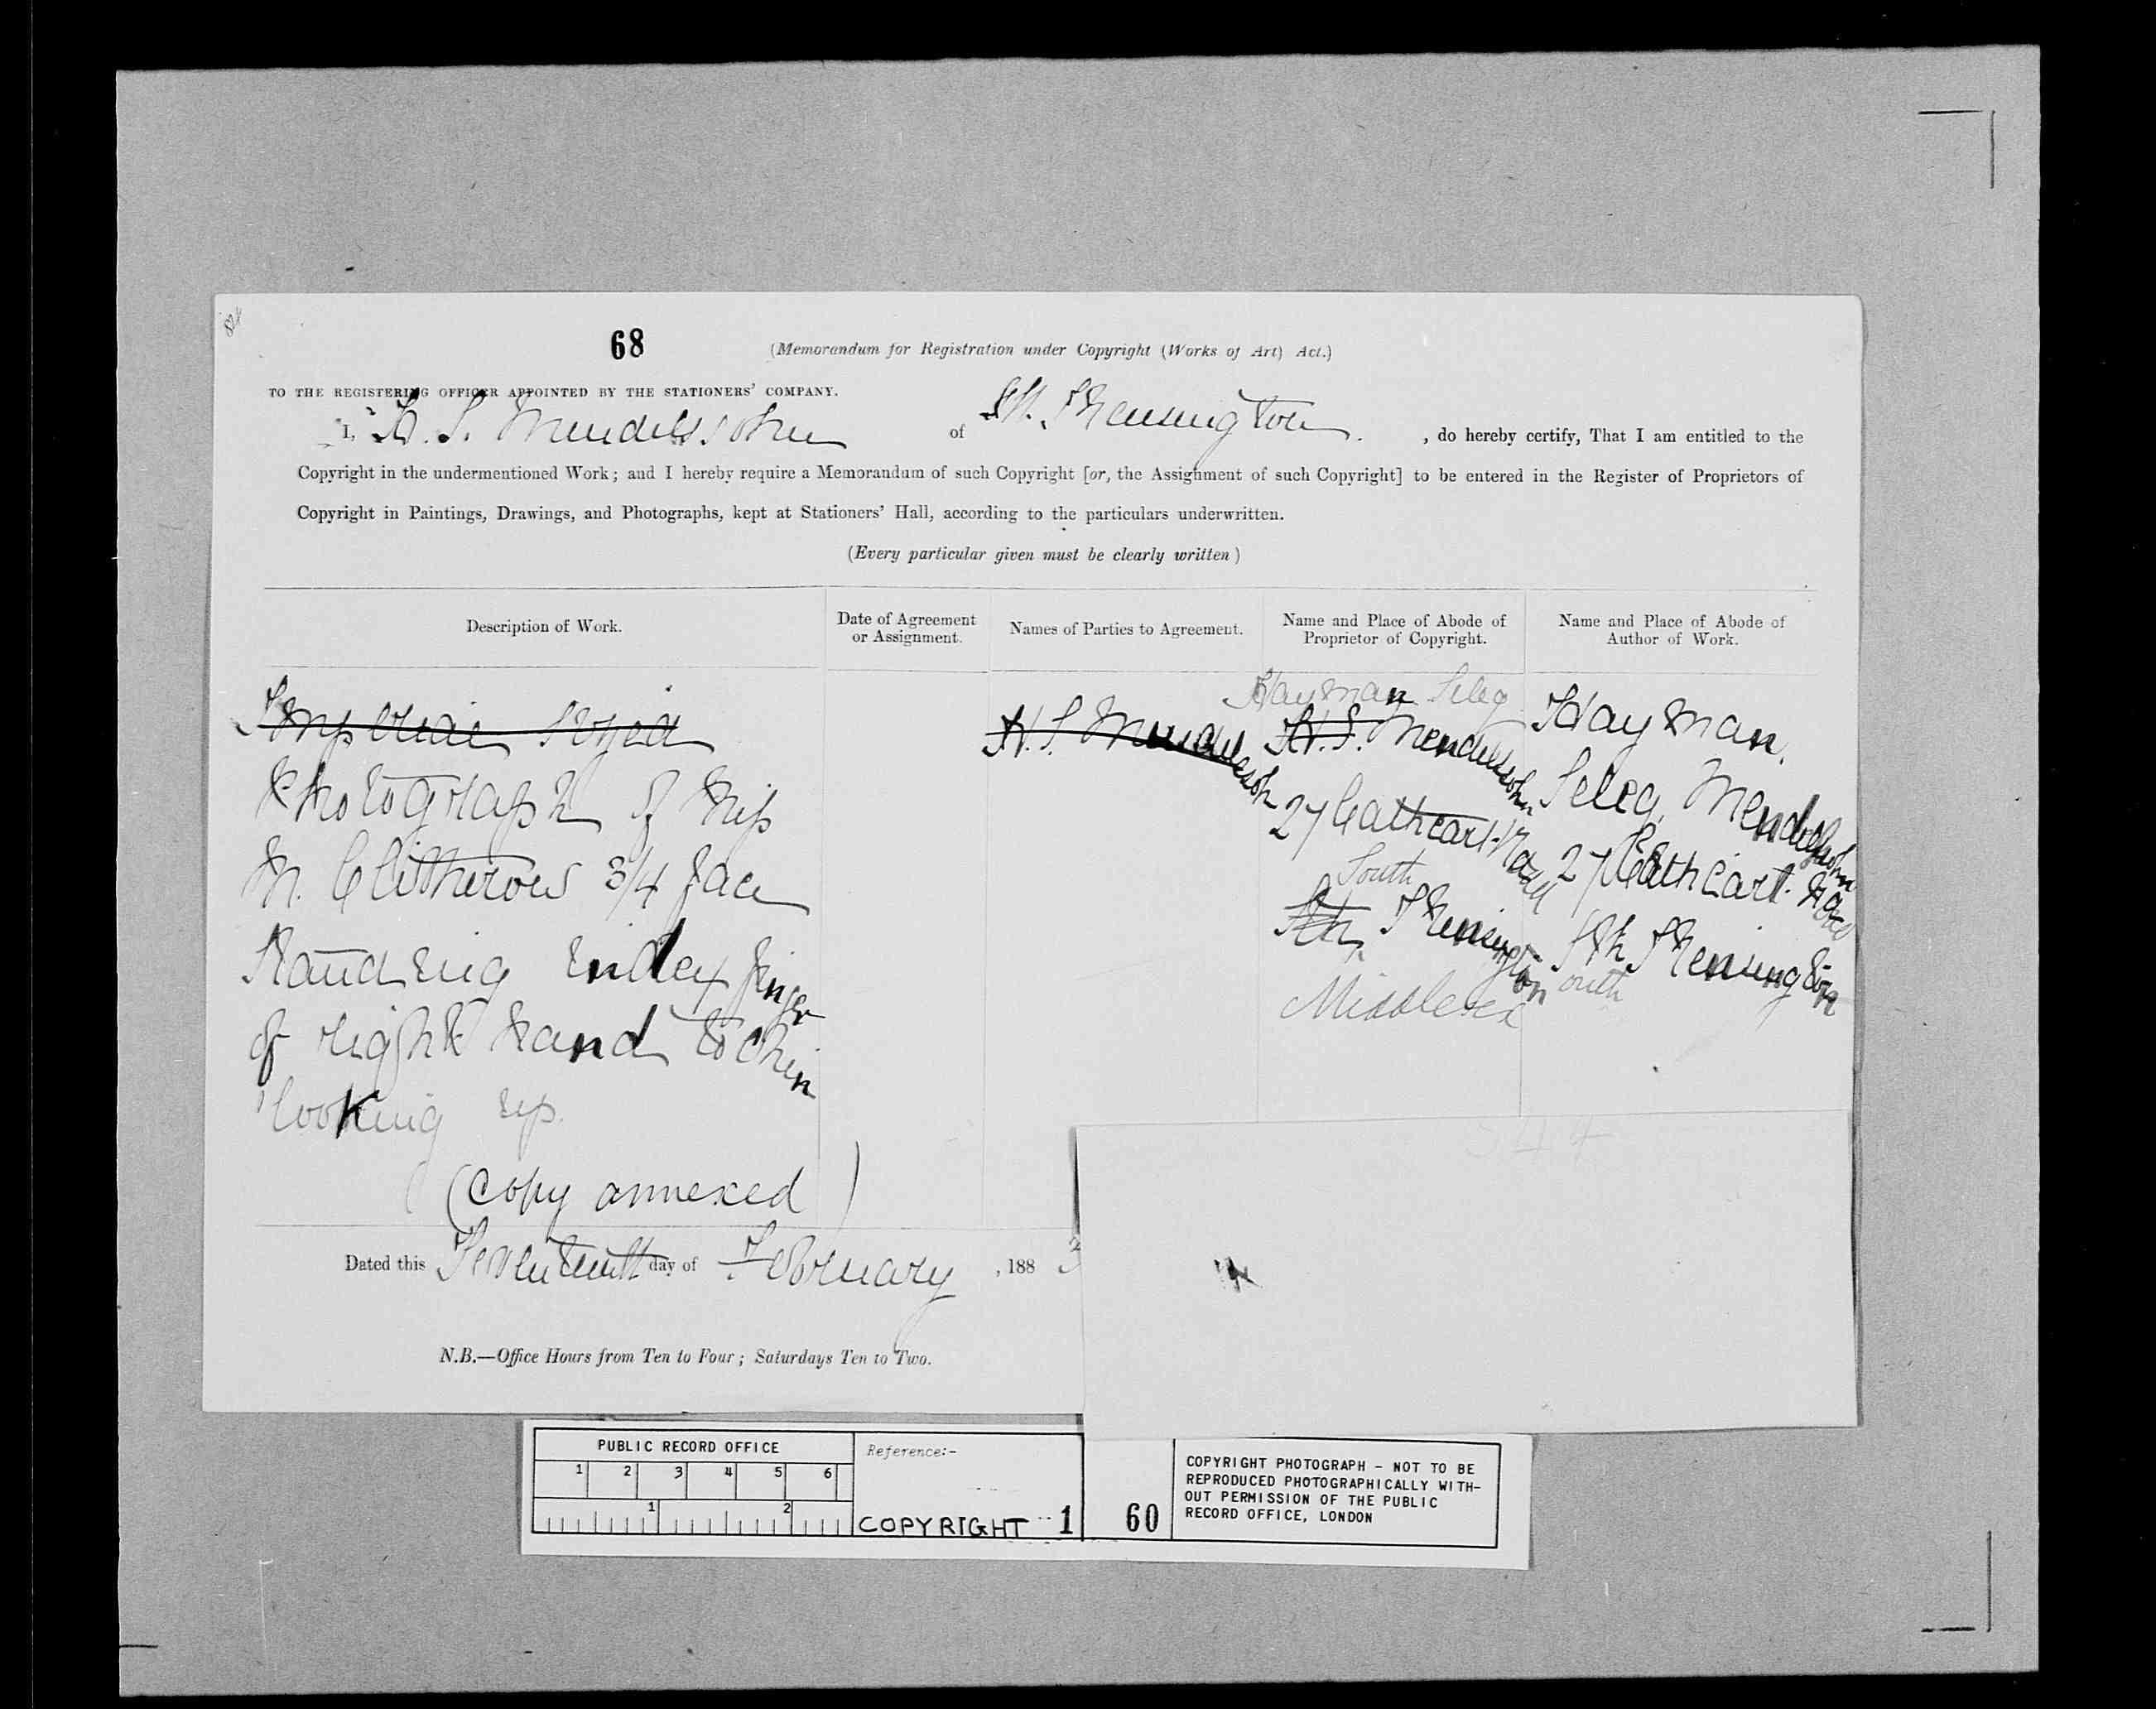 68
(Memorandum for Registration under Copyright (Works of Art) Act.)
TO THE REGISTERING OFFICER APPOINTED BY THE STATIONERS' COMPANY.
I, H. S. Mendelssohn of Sth. Kensington. , do hereby certify, That I am entitled to the
Copyright in the undermentioned Work; and I hereby require a Memorandum of such Copyright [or, the Assignment of such Copyright] to be entered in the Register of Proprietors of
Copyright in Paintings, Drawings, and Photographs, kept at Stationers' Hall, according to the particulars underwritten.
(Every particular given must be clearly written)
Description of Work.
Imperial sized
Photograph of Miss
M. Clitherow 3/4 face
standing index finger
of right hand to chin
looking up.
(Copy annexed)
Date of Agreement
or Assignment.
Names of Parties to Agreement.
H. S. Mendelssohn
Name and Place of Abode of
Proprietor of Copyright.
Hayman Seleg
H. S. Mendelssohn
27 Cathcart Road
South
Sth. Kensington
Middlesex
Name and Place of Abode of
Author of Work.
Hayman.
Seleg. Mendelssohn
27 Cathcart. Road
Sth Kensington
outh
544
Dated this Seventeenth day of February , 1883
N.B.—Office Hours from Ten to Four; Saturdays Ten to Two.
PUBLIC RECORD OFFICE
1 2 3 4 5 6
1 2
Reference:-
COPYRIGHT 1 60
COPYRIGHT PHOTOGRAPH - NOT TO BE
REPRODUCED PHOTOGRAPHICALLY WITH-
OUT PERMISSION OF THE PUBLIC
RECORD OFFICE, LONDON